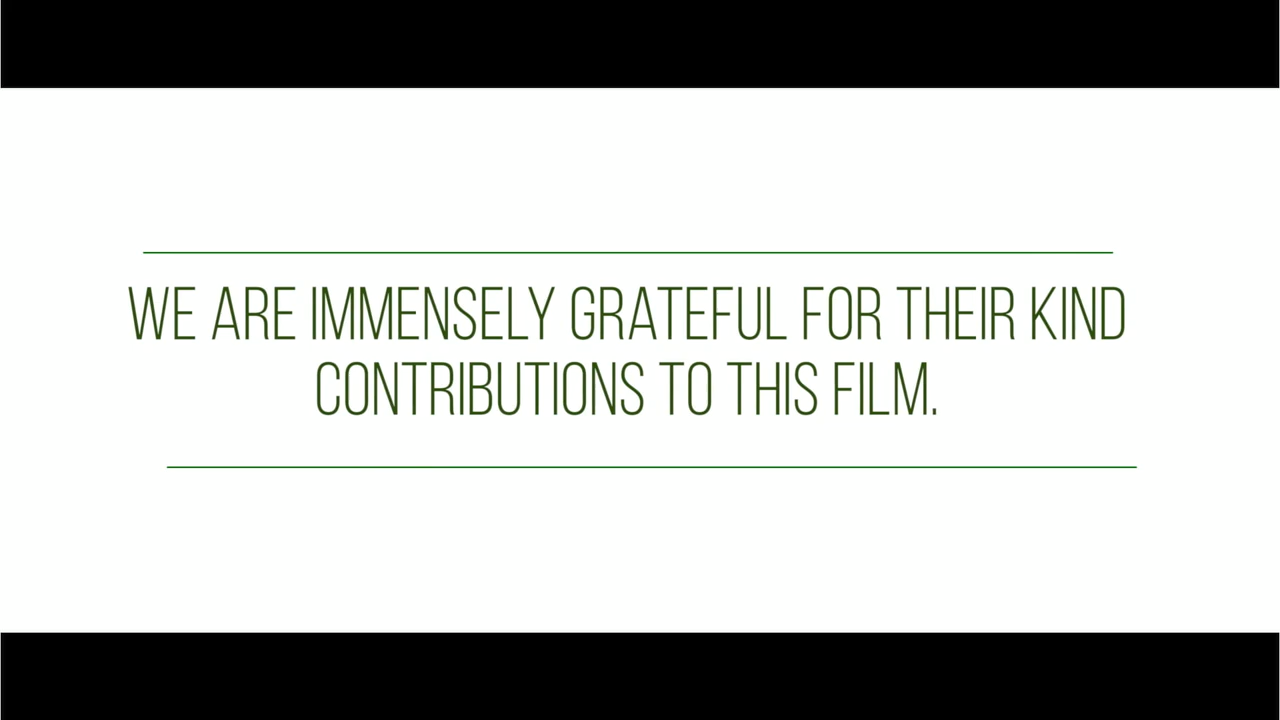 WE ARE IMMENSELY GRATEFUL FOR THEIR KIND
CONTRIBUTIONS TO THIS FILM.